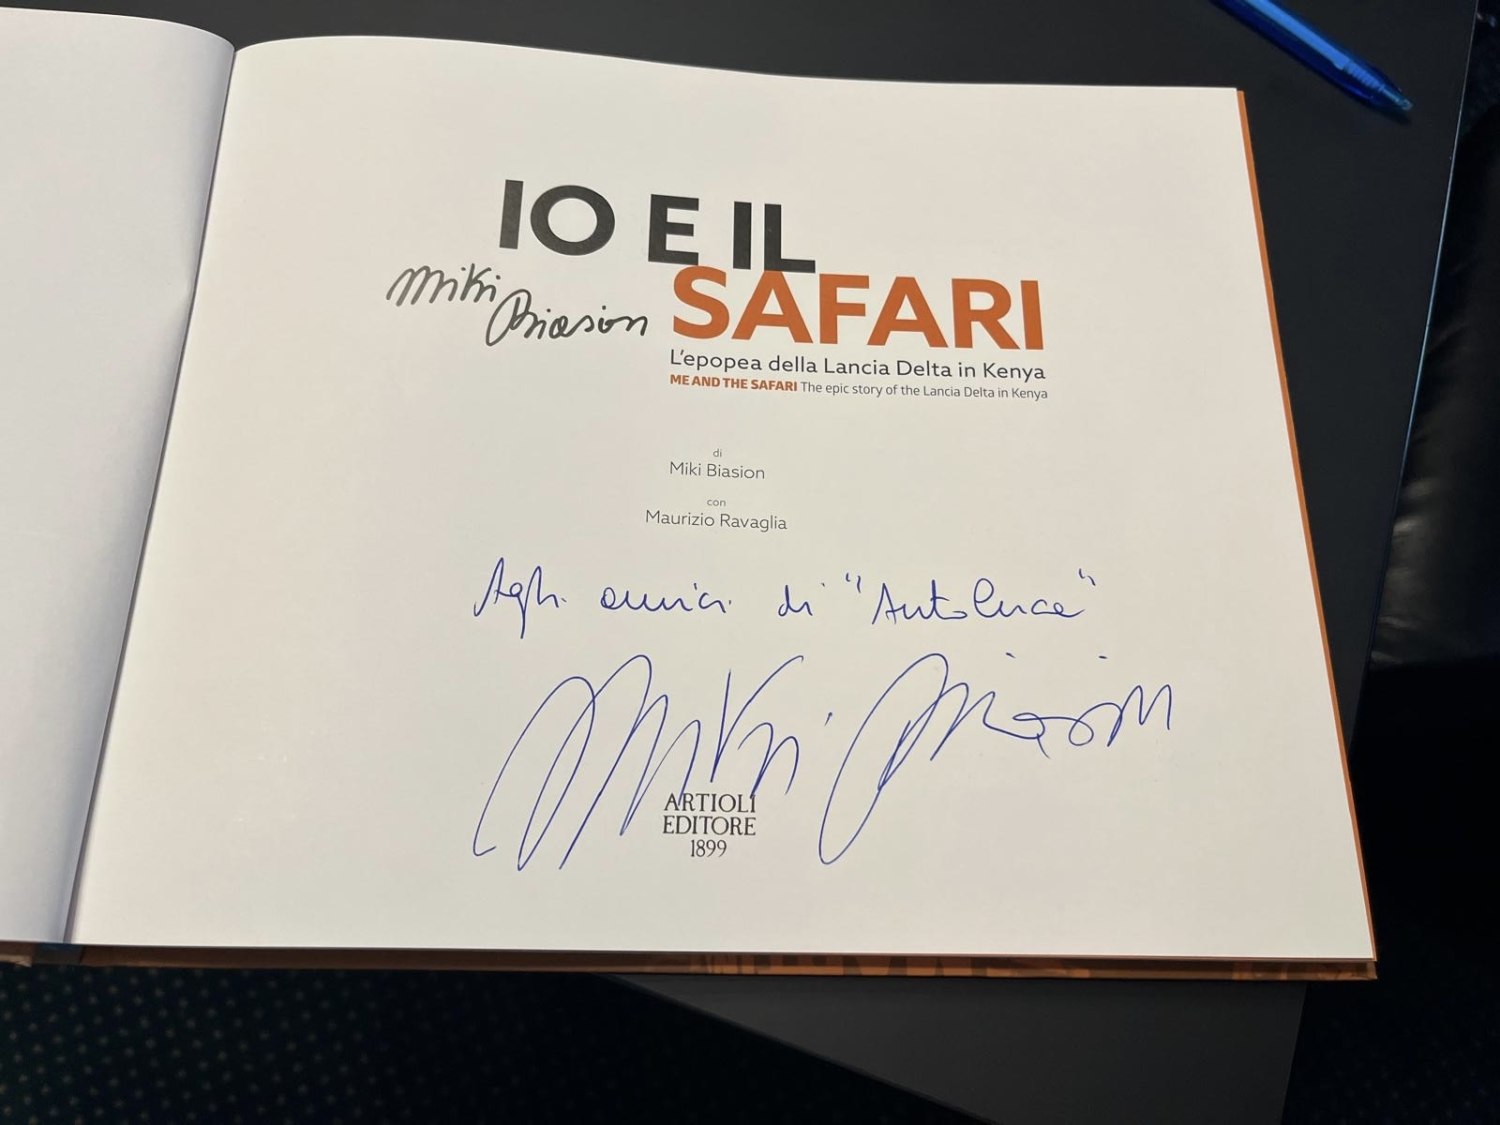 IO E IL
Miki
Biasion
SAFARI
L'epopea della Lancia Delta in Kenya
ME AND THE SAFARI The epic story of the Lancia Delta in Kenya
di
Miki Biasion
con
Maurizio Ravaglia
Agli amici di "Autoluce"
Miki Biasion
ARTIOLI
EDITORE
1899